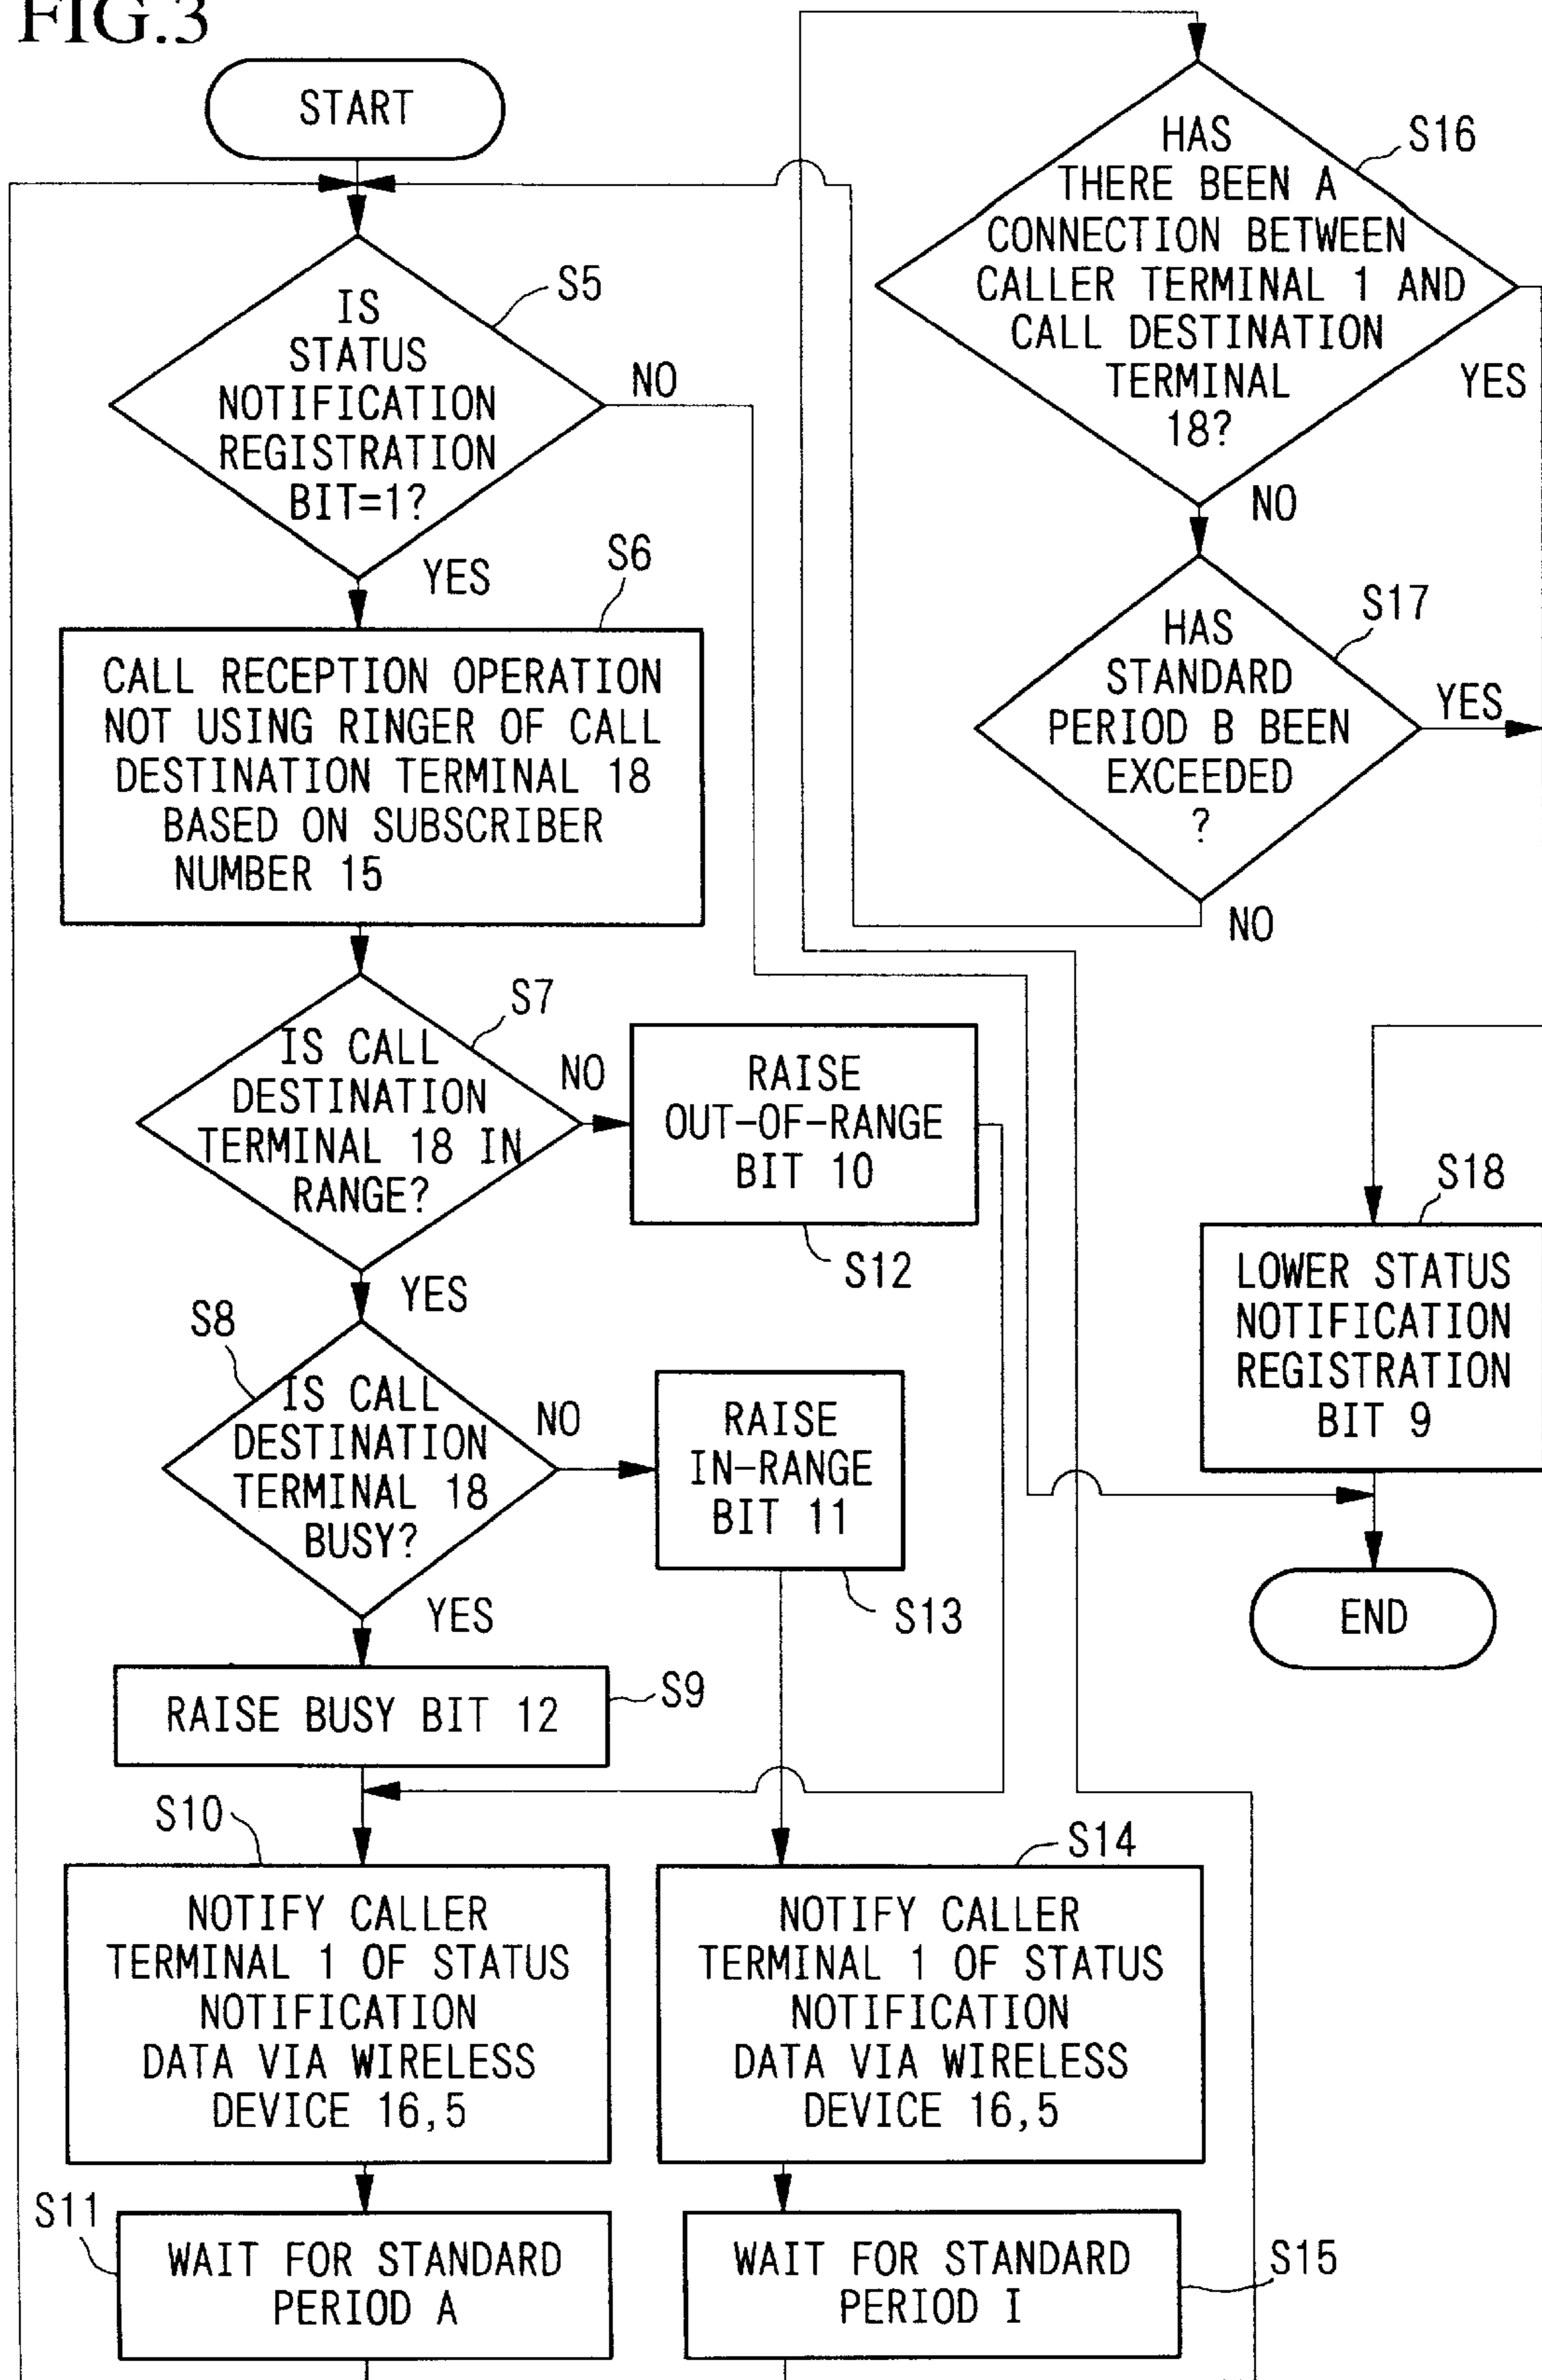 FIG.3
START
S5
IS
STATUS
NOTIFICATION
REGISTRATION
BIT=1?
NO
YES
S6
CALL RECEPTION OPERATION
NOT USING RINGER OF CALL
DESTINATION TERMINAL 18
BASED ON SUBSCRIBER
NUMBER 15
S7
IS CALL
DESTINATION
TERMINAL 18 IN
RANGE?
NO
YES
RAISE
OUT-OF-RANGE
BIT 10
S12
S8
IS CALL
DESTINATION
TERMINAL 18
BUSY?
NO
YES
RAISE
IN-RANGE
BIT 11
S13
RAISE BUSY BIT 12
S9
S10
NOTIFY CALLER
TERMINAL 1 OF STATUS
NOTIFICATION
DATA VIA WIRELESS
DEVICE 16,5
S11
WAIT FOR STANDARD
PERIOD A
S14
NOTIFY CALLER
TERMINAL 1 OF STATUS
NOTIFICATION
DATA VIA WIRELESS
DEVICE 16,5
WAIT FOR STANDARD
PERIOD I
S15
S16
HAS
THERE BEEN A
CONNECTION BETWEEN
CALLER TERMINAL 1 AND
CALL DESTINATION
TERMINAL
18?
YES
NO
S17
HAS
STANDARD
PERIOD B BEEN
EXCEEDED
?
YES
NO
S18
LOWER STATUS
NOTIFICATION
REGISTRATION
BIT 9
END